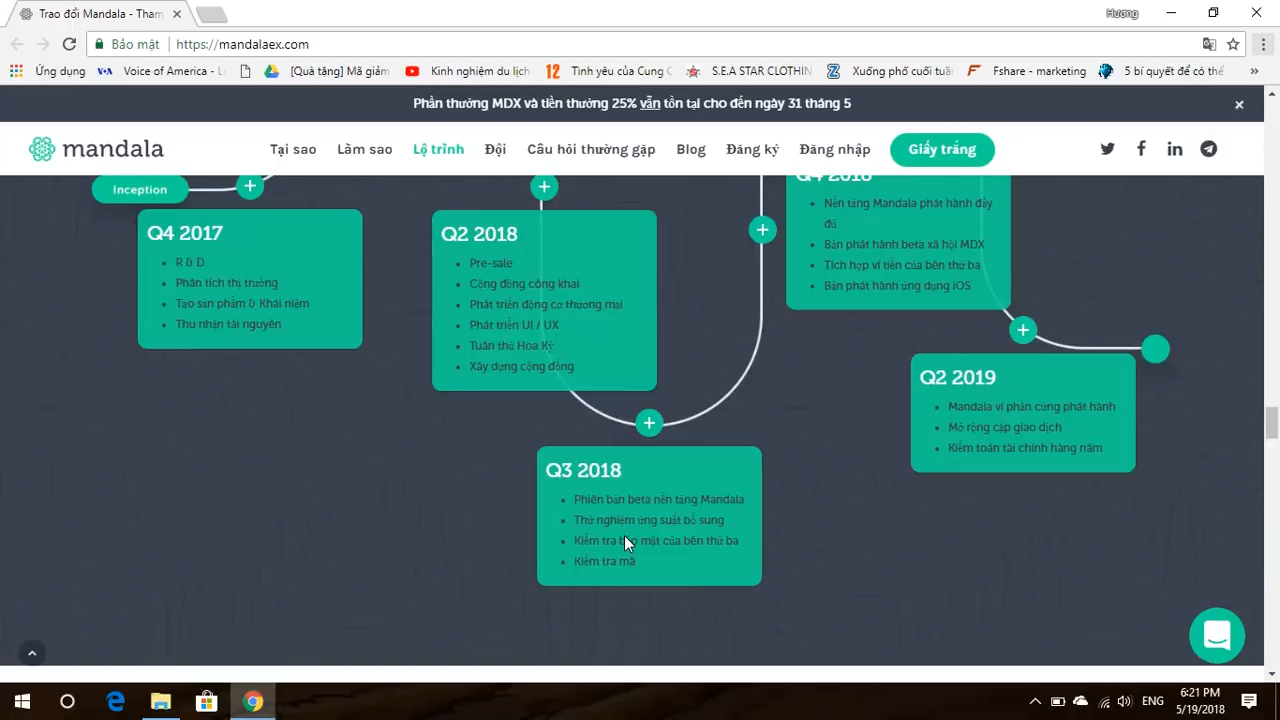 Trao đổi Mandala - Tham
Hương
Bảo mật
https://mandalaex.com
Ứng dụng
Voice of America - L
[Quà tặng] Mã giảm
Kinh nghiệm du lịch
Tình yêu của Cung
S.E.A STAR CLOTHIN
Xuống phố cuối tuần
Fshare - marketing
5 bí quyết để có thể
»
Phần thưởng MDX và tiền thưởng 25% vẫn tồn tại cho đến ngày 31 tháng 5
mandala
Tại sao
Làm sao
Lộ trình
Đội
Câu hỏi thường gặp
Blog
Đăng ký
Đăng nhập
Giấy trắng
Inception
Q4 2017
R & D
Phân tích thị trường
Tạo sản phẩm & Khái niệm
Thu nhận tài nguyên
Q2 2018
Pre-sale
Cộng đồng công khai
Phát triển động cơ thương mại
Phát triển UI / UX
Tuân thủ Hoa Kỳ
Xây dựng cộng đồng
Q3 2018
Phiên bản beta nền tảng Mandala
Thử nghiệm ứng suất bổ sung
Kiểm tra bảo mật của bên thứ ba
Kiểm tra mã
Q4 2018
Nền tảng Mandala phát hành đầy
đủ
Bản phát hành beta xã hội MDX
Tích hợp ví tiền của bên thứ ba
Bản phát hành ứng dụng iOS
Q2 2019
Mandala ví phần cứng phát hành
Mở rộng cặp giao dịch
Kiểm toán tài chính hàng năm
ENG
6:21 PM
5/19/2018